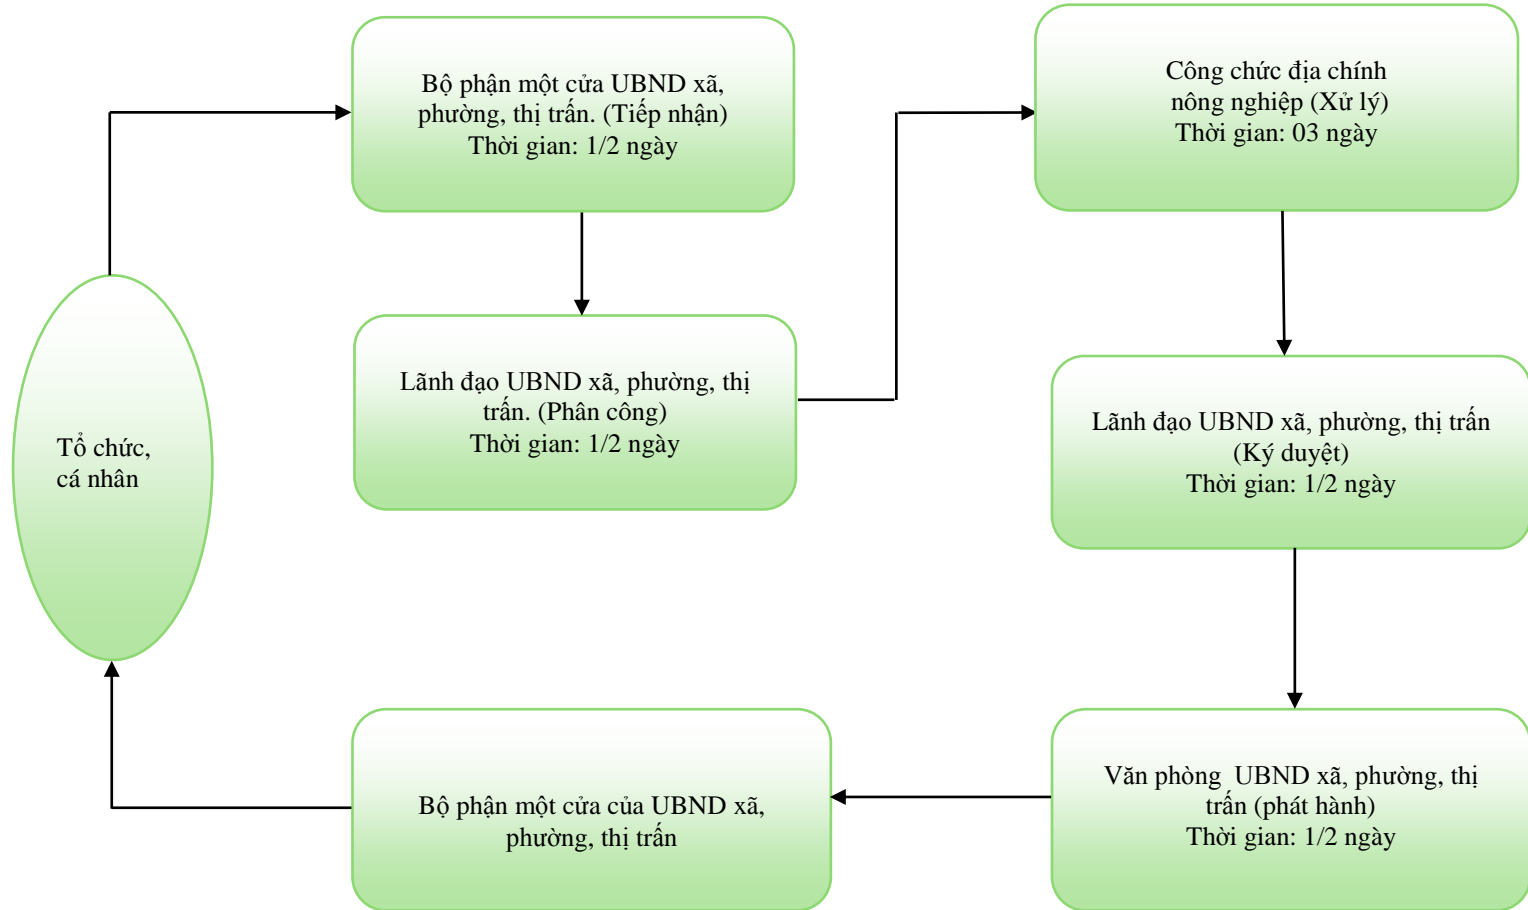 Bộ phận một cửa UBND xã,
phường, thị trấn. (Tiếp nhận)
Thời gian: 1/2 ngày
Công chức địa chính
nông nghiệp (Xử lý)
Thời gian: 03 ngày
Lãnh đạo UBND xã, phường, thị
trấn. (Phân công)
Thời gian: 1/2 ngày
Lãnh đạo UBND xã, phường, thị trấn
(Ký duyệt)
Thời gian: 1/2 ngày
Tổ chức,
cá nhân
Văn phòng  UBND xã, phường, thị
trấn (phát hành)
Thời gian: 1/2 ngày
Bộ phận một cửa của UBND xã,
phường, thị trấn